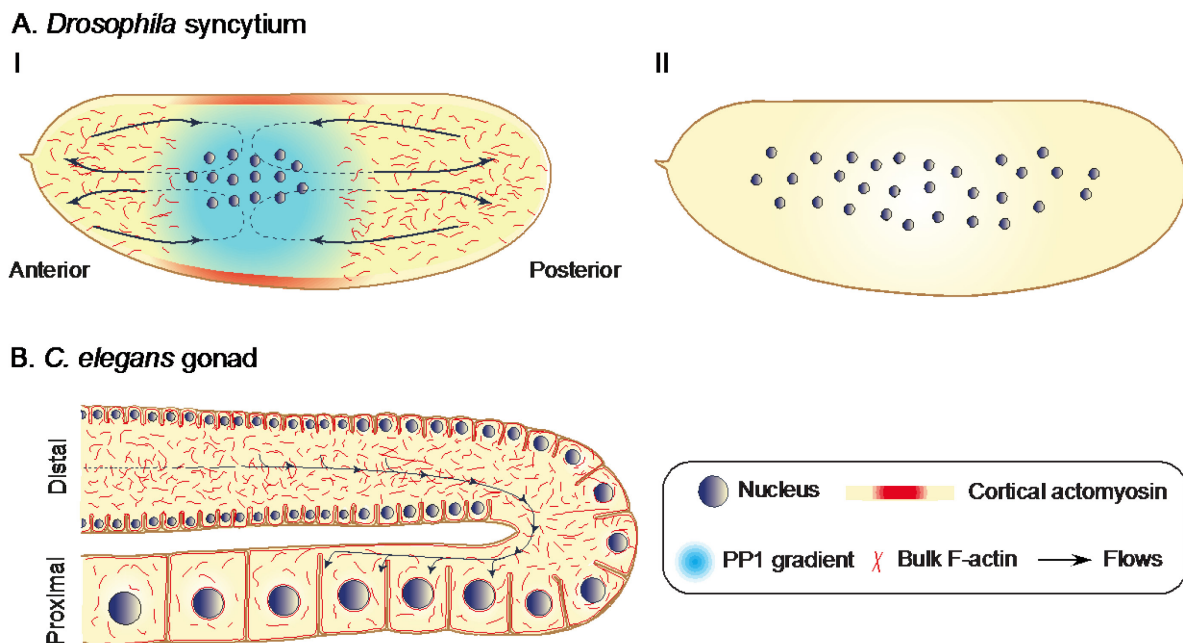 A. Drosophila syncytium
I
II
Anterior
Posterior
B. C. elegans gonad
Distal
Proximal
Nucleus
Cortical actomyosin
PP1 gradient
Bulk F-actin
Flows